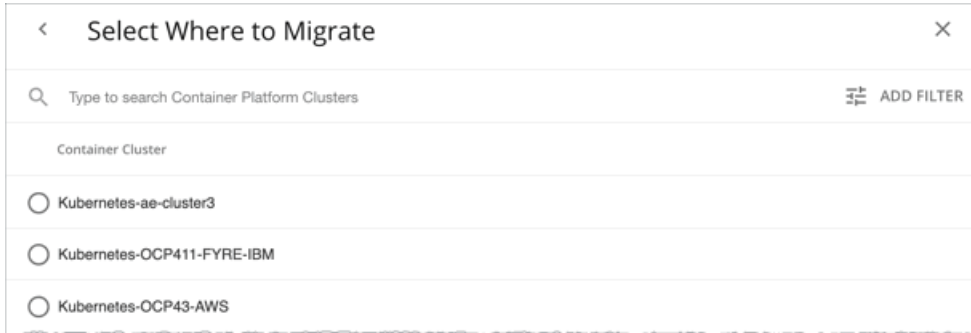 Select Where to Migrate
Type to search Container Platform Clusters
ADD FILTER
Container Cluster
Kubernetes-ae-cluster3
Kubernetes-OCP411-FYRE-IBM
Kubernetes-OCP43-AWS